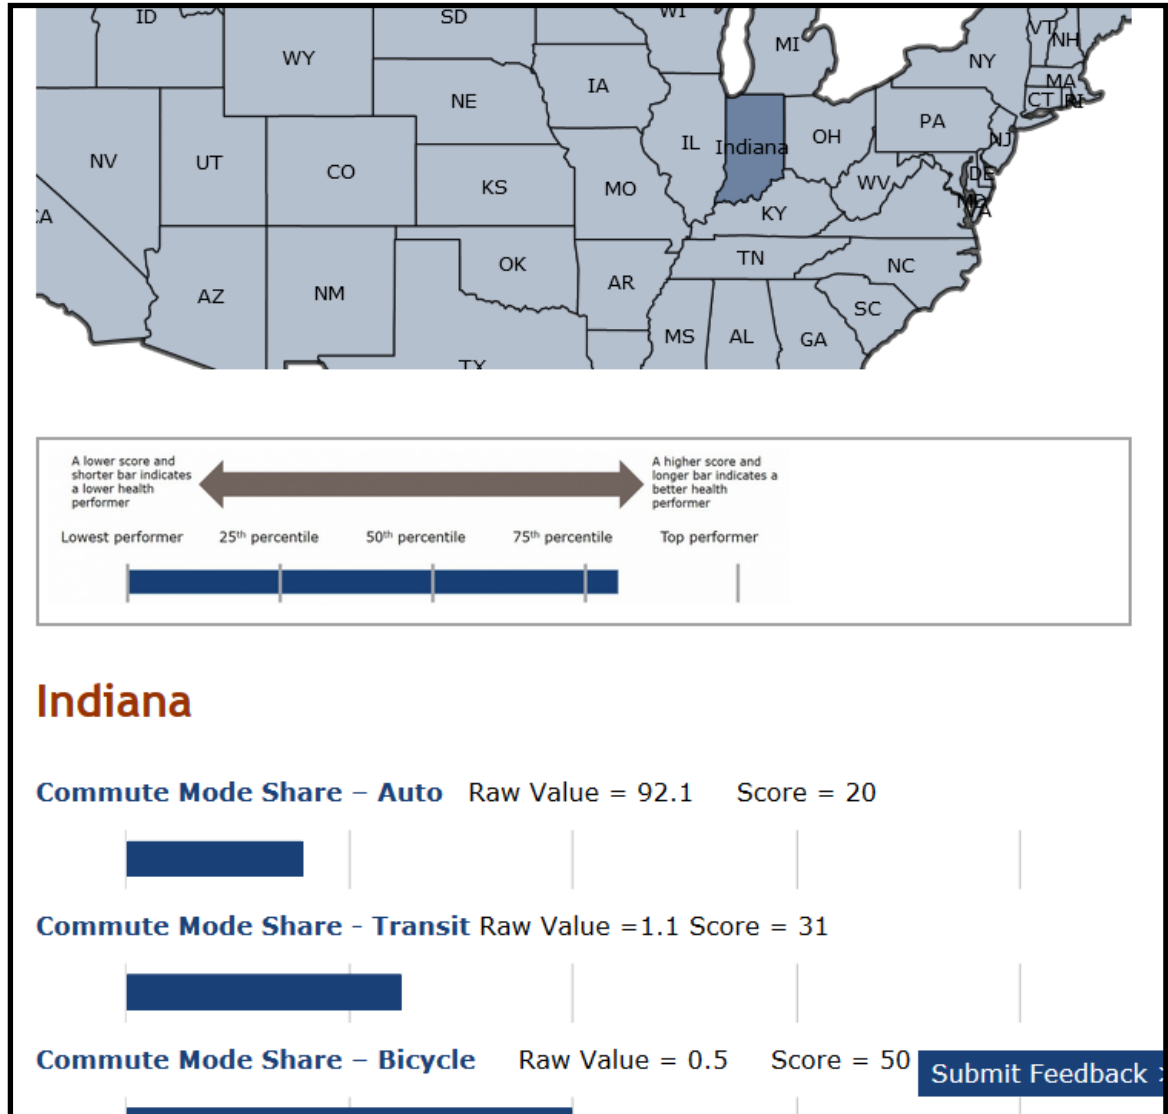 ID
SD
WI
VT
NH
MI
WY
NY
IA
MA
NE
CT
RI
PA
OH
NJ
IL
Indiana
NV
UT
CO
DE
WV
KS
MO
MD
VA
CA
KY
TN
OK
NC
AR
AZ
NM
SC
MS
AL
GA
TX
A lower score and
shorter bar indicates
a lower health
performer
A higher score and
longer bar indicates a
better health
performer
Lowest performer 25th percentile 50th percentile 75th percentile Top performer
Indiana
Commute Mode Share – Auto Raw Value = 92.1 Score = 20
Commute Mode Share - Transit Raw Value =1.1 Score = 31
Commute Mode Share – Bicycle Raw Value = 0.5 Score = 50
Submit Feedback >